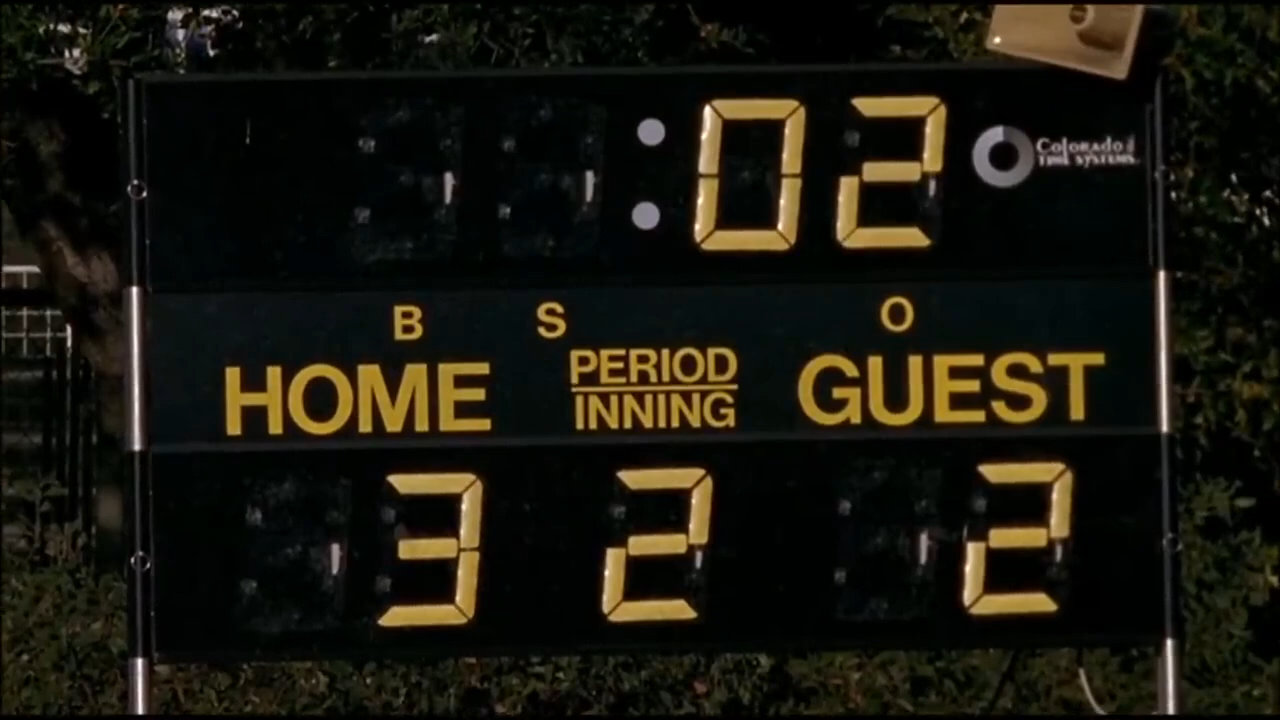 :02
Colorado
TIME SYSTEMS
B S O
HOME PERIOD INNING GUEST
3 2 2